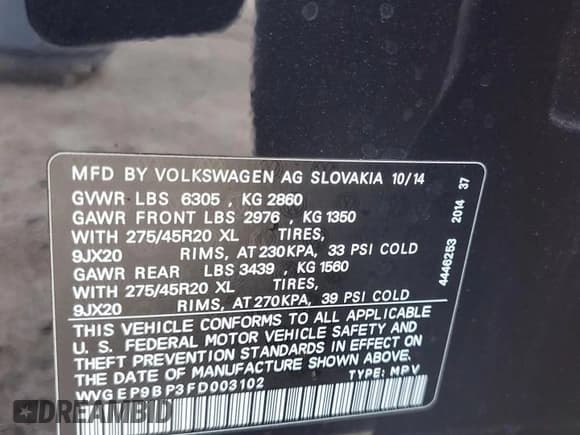 MFD BY VOLKSWAGEN AG SLOVAKIA 10/14
GVWR LBS 6305 , KG 2860
GAWR FRONT LBS 2976 , KG 1350
WITH 275/45R20 XL TIRES,
9JX20 RIMS, AT 230KPA, 33 PSI COLD
GAWR REAR LBS 3439 , KG 1560
WITH 275/45R20 XL TIRES,
9JX20 RIMS, AT 270KPA, 39 PSI COLD
THIS VEHICLE CONFORMS TO ALL APPLICABLE
U. S. FEDERAL MOTOR VEHICLE SAFETY AND
THEFT PREVENTION STANDARDS IN EFFECT ON
THE DATE OF MANUFACTURE SHOWN ABOVE.
WVGEP9BP3FD003102 TYPE: MPV
4446253 2014 37
DREAMBID